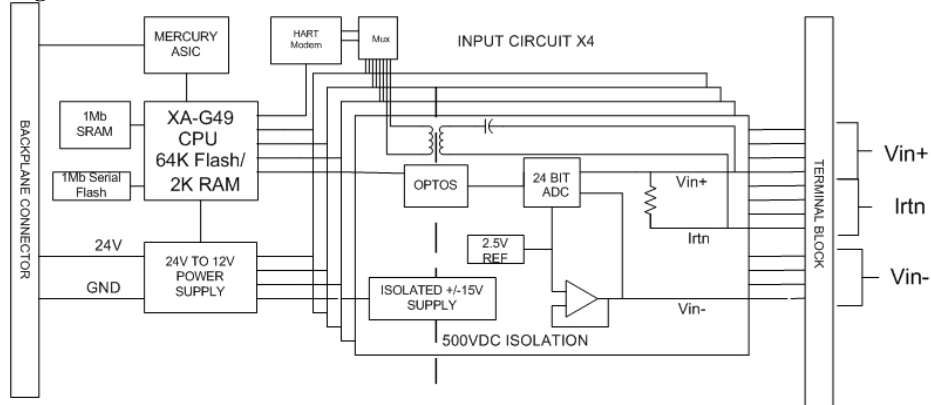 MERCURY
ASIC
HART
Modem
Mux
INPUT CIRCUIT X4
BACKPLANE CONNECTOR
1Mb
SRAM
XA-G49
CPU
64K Flash/
2K RAM
1Mb Serial
Flash
OPTOS
24 BIT
ADC
Vin+
Irtn
2.5V
REF
24V
GND
24V TO 12V
POWER
SUPPLY
ISOLATED +/-15V
SUPPLY
Vin-
500VDC ISOLATION
TERMINAL BLOCK
Vin+
Irtn
Vin-